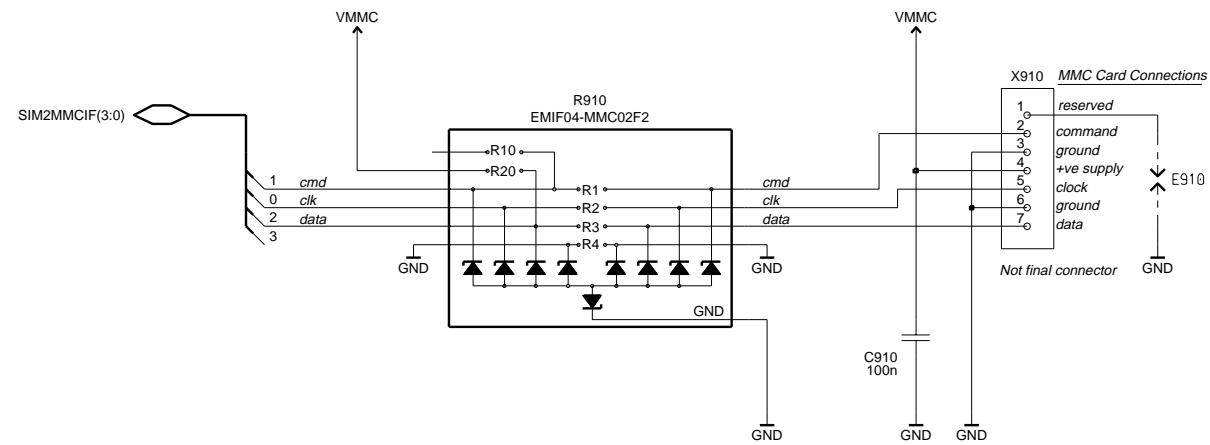 VMMC
VMMC
X910
MMC Card Connections
SIM2MMCIF(3:0)
R910
EMIF04-MMC02F2
1 reserved
2 command
3 ground
4 +ve supply
5 clock
6 ground
7 data
E910
R10
R20
1 cmd
R1
cmd
0 clk
R2
clk
2 data
R3
data
3
R4
GND
GND
GND
Not final connector
GND
C910
100n
GND
GND
GND